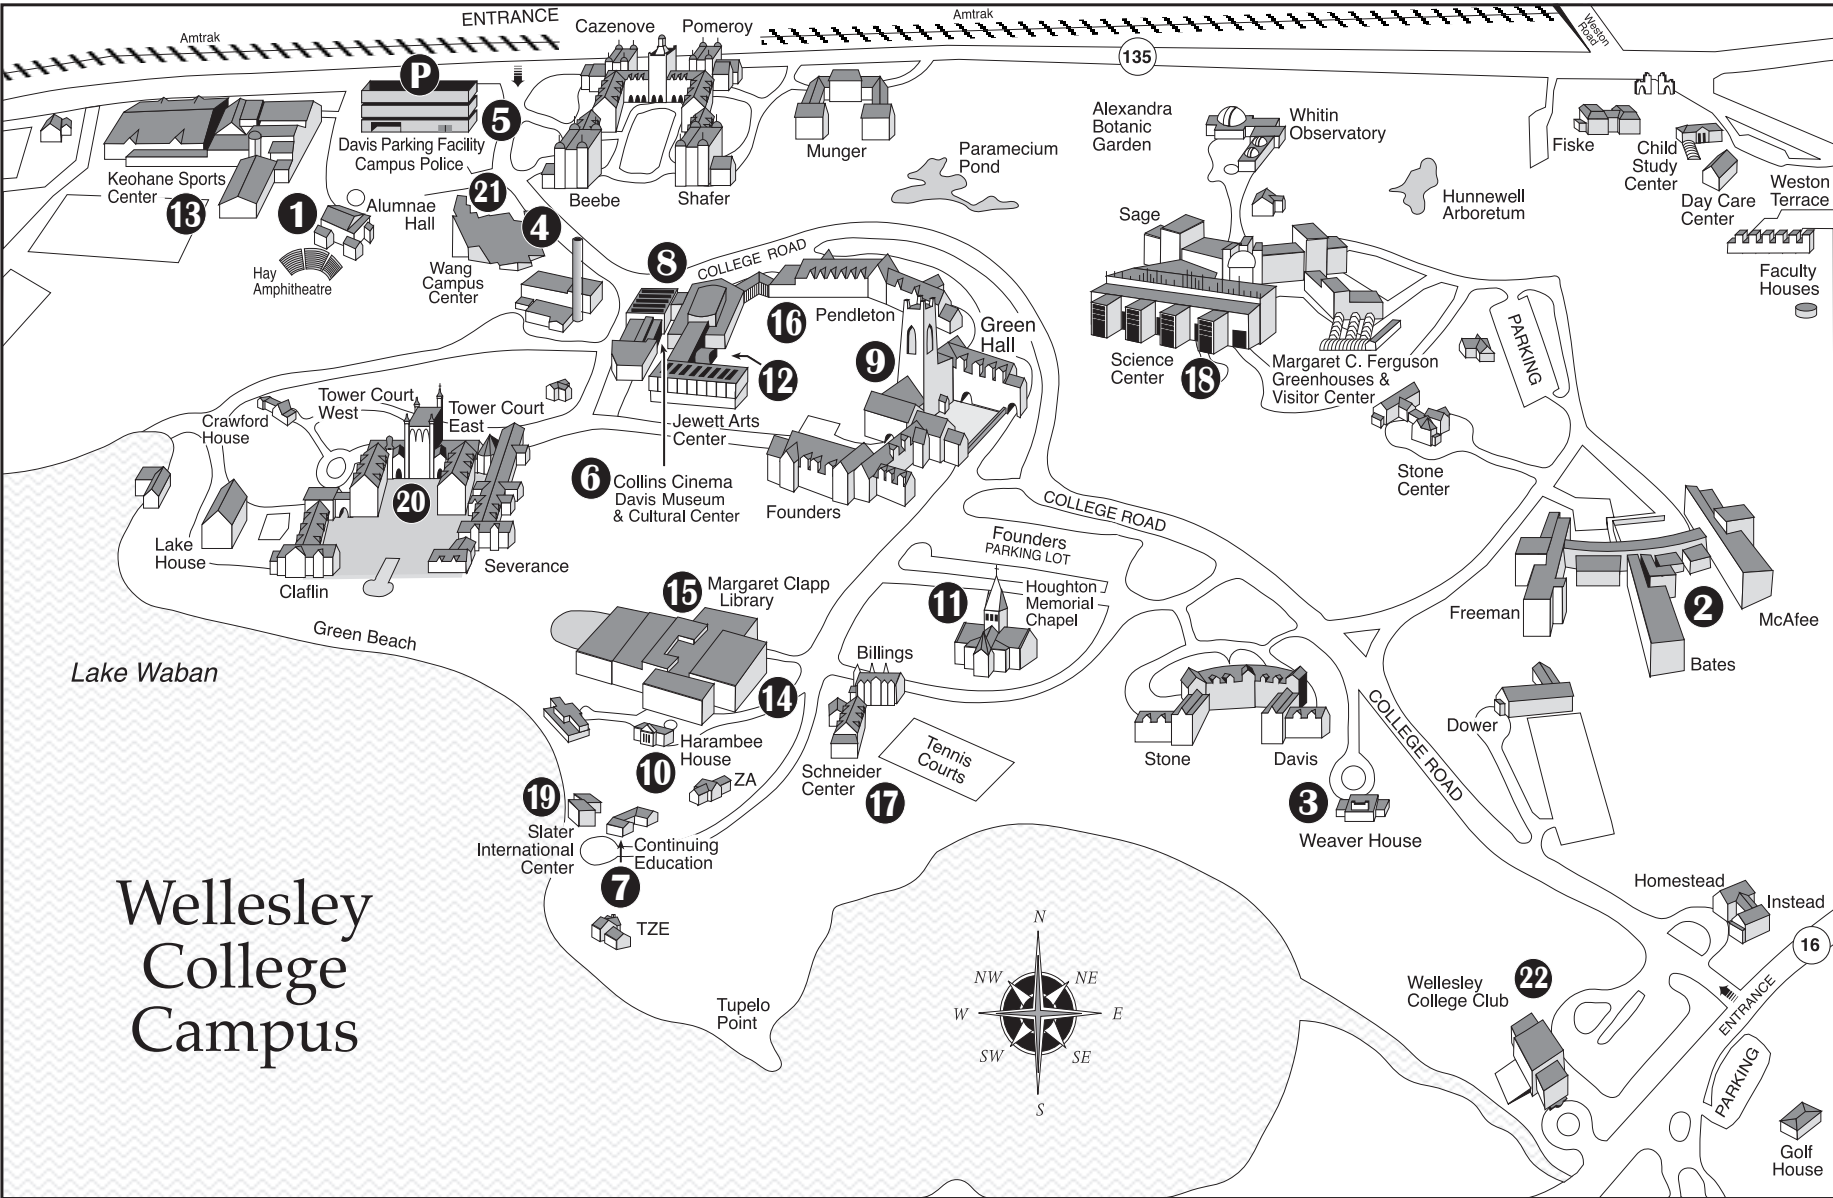 Amtrak
ENTRANCE
Cazenove
Pomeroy
Amtrak
Weston
Road
135
P
5
Davis Parking Facility
Campus Police
Munger
Alexandra
Botanic
Garden
Whitin
Observatory
Paramecium
Pond
Fiske
Child
Study
Center
Day Care
Center
Weston
Terrace
Keohane Sports
Center
13
1
Alumnae
Hall
21
4
Beebe
Shafer
Hunnewell
Arboretum
Sage
Faculty
Houses
Hay
Amphitheatre
Wang
Campus
Center
8
COLLEGE ROAD
16
Pendleton
Green
Hall
9
12
Science
Center
18
Margaret C. Ferguson
Greenhouses &
Visitor Center
PARKING
Crawford
House
Tower Court
West
Tower Court
East
Jewett Arts
Center
6
Collins Cinema
Davis Museum
& Cultural Center
Founders
Stone
Center
20
COLLEGE ROAD
Lake
House
Claflin
Severance
Founders
PARKING LOT
15
Margaret Clapp
Library
11
Houghton
Memorial
Chapel
Freeman
2
McAfee
Bates
Green Beach
Lake Waban
Billings
14
Harambee
House
10
ZA
Schneider
Center
17
Tennis
Courts
Stone
Davis
COLLEGE ROAD
Dower
3
Weaver House
19
Slater
International
Center
Continuing
Education
7
TZE
Wellesley
College
Campus
Tupelo
Point
N
NW
NE
W
E
SW
SE
S
Homestead
Instead
16
ENTRANCE
Wellesley
College Club
22
PARKING
Golf
House